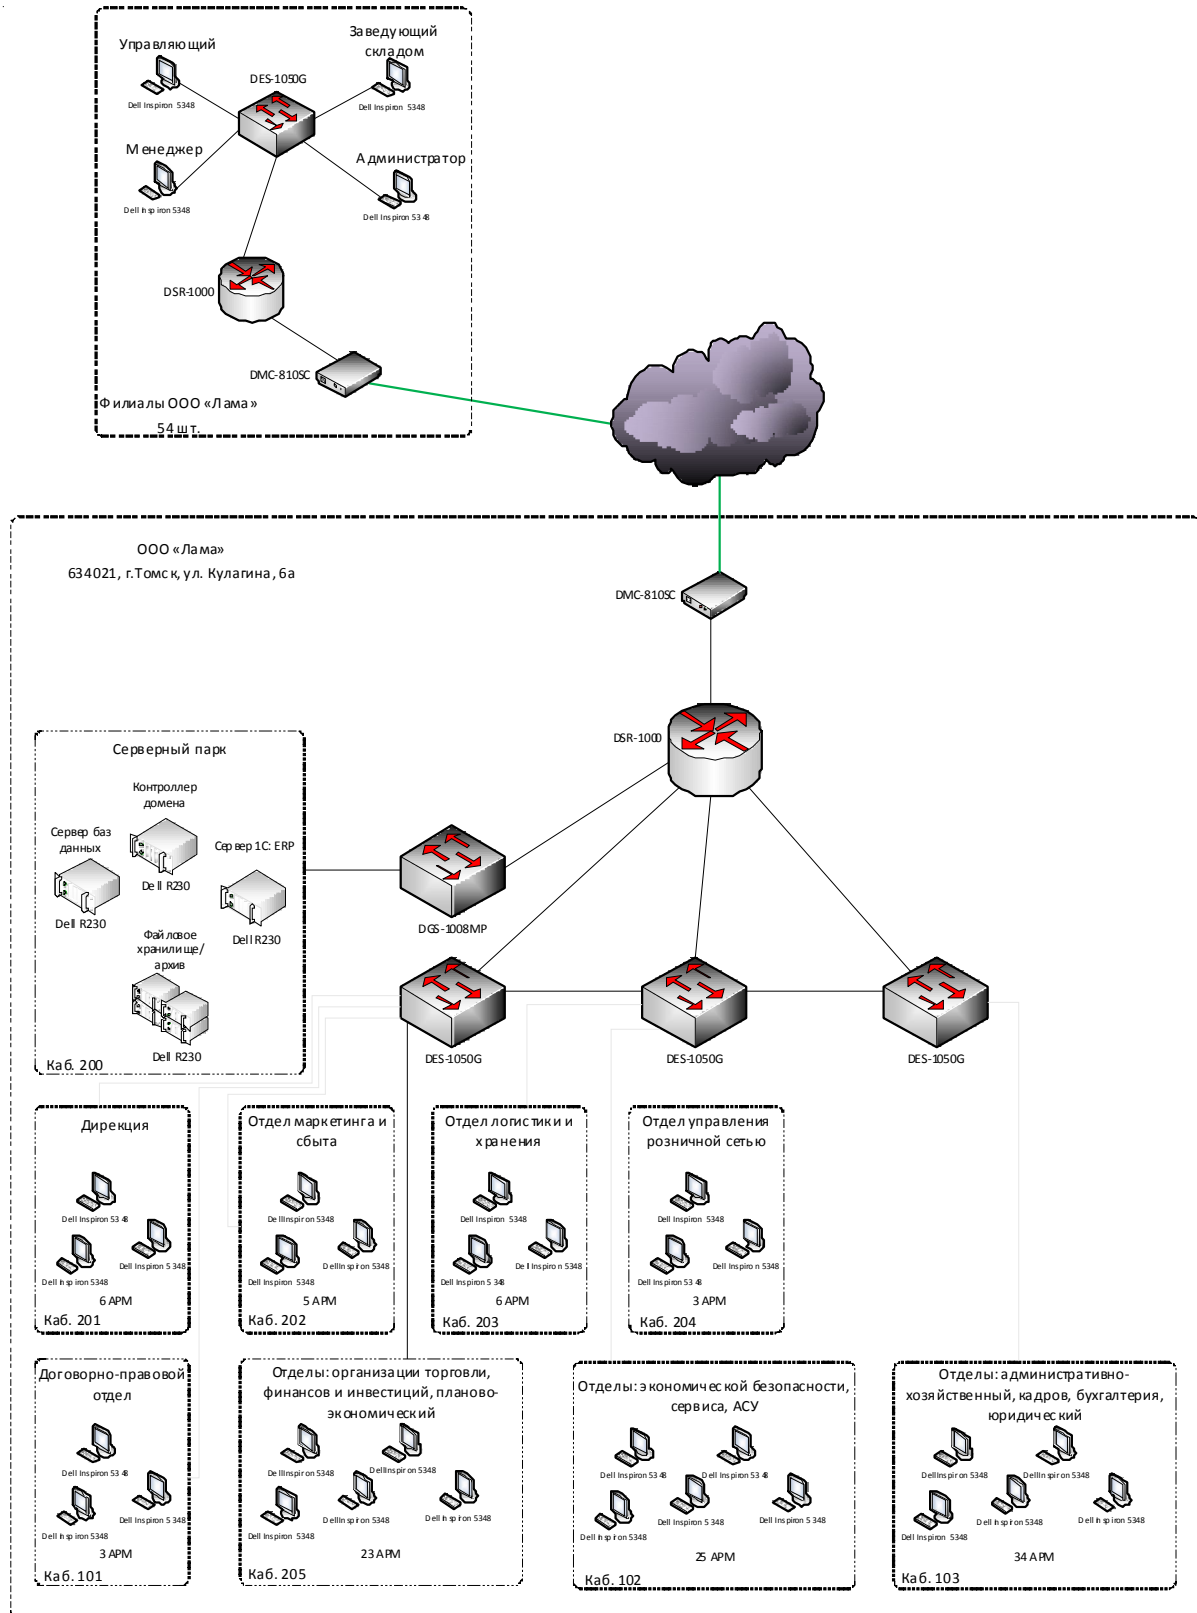 Управляющий
Заведующий
складом
DES-1050G
Dell Inspiron 5348
Dell Inspiron 5348
Менеджер
Администратор
Dell Inspiron 5348
Dell Inspiron 5348
DSR-1000
DMC-810SC
Филиалы ООО «Лама»
54 шт.
ООО «Лама»
634021, г.Томск, ул. Кулагина, 6а
DMC-810SC
DSR-1000
Серверный парк
Контроллер
домена
Сервер баз
данных
Сервер 1С: ERP
Dell R230
Dell R230
Dell R230
DGS-1008MP
Файловое
хранилище/
архив
Dell R230
Каб. 200
DES-1050G
DES-1050G
DES-1050G
Дирекция
Dell Inspiron 5348
Dell Inspiron 5348
Dell Inspiron 5348
6 АРМ
Каб. 201
Отдел маркетинга и
сбыта
Dell Inspiron 5348
Dell Inspiron 5348
Dell Inspiron 5348
5 АРМ
Каб. 202
Отдел логистики и
хранения
Dell Inspiron 5348
Dell Inspiron 5348
Dell Inspiron 5348
6 АРМ
Каб. 203
Отдел управления
розничной сетью
Dell Inspiron 5348
Dell Inspiron 5348
Dell Inspiron 5348
3 АРМ
Каб. 204
Договорно-правовой
отдел
Dell Inspiron 5348
Dell Inspiron 5348
Dell Inspiron 5348
3 АРМ
Каб. 101
Отделы: организации торговли,
финансов и инвестиций, планово-
экономический
Dell Inspiron 5348
Dell Inspiron 5348
Dell Inspiron 5348
Dell Inspiron 5348
Dell Inspiron 5348
23 АРМ
Каб. 205
Отделы: экономической безопасности,
сервиса, АСУ
Dell Inspiron 5348
Dell Inspiron 5348
Dell Inspiron 5348
Dell Inspiron 5348
Dell Inspiron 5348
25 АРМ
Каб. 102
Отделы: административно-
хозяйственный, кадров, бухгалтерия,
юридический
Dell Inspiron 5348
Dell Inspiron 5348
Dell Inspiron 5348
Dell Inspiron 5348
Dell Inspiron 5348
34 АРМ
Каб. 103